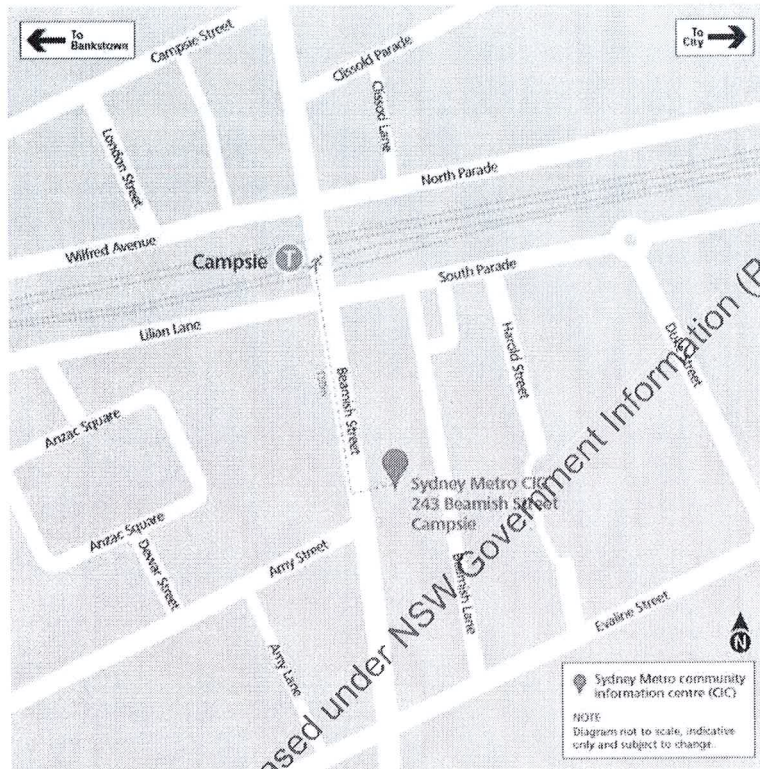 To
Bankstown
To
City
Campsie Street
Clissold Parade
Clissold Lane
London Street
North Parade
Wilfred Avenue
Campsie T
South Parade
Lilian Lane
Harold Street
Duke Street
Beamish Street
Anzac Square
Sydney Metro CIC
243 Beamish Street
Campsie
Anzac Square
Dewar Street
Amy Street
Beamish Lane
Evaline Street
Amy Lane
N
Sydney Metro community
information centre (CIC)
NOTE
Diagram not to scale, indicative
only and subject to change.
ased under NSW Government Information (P